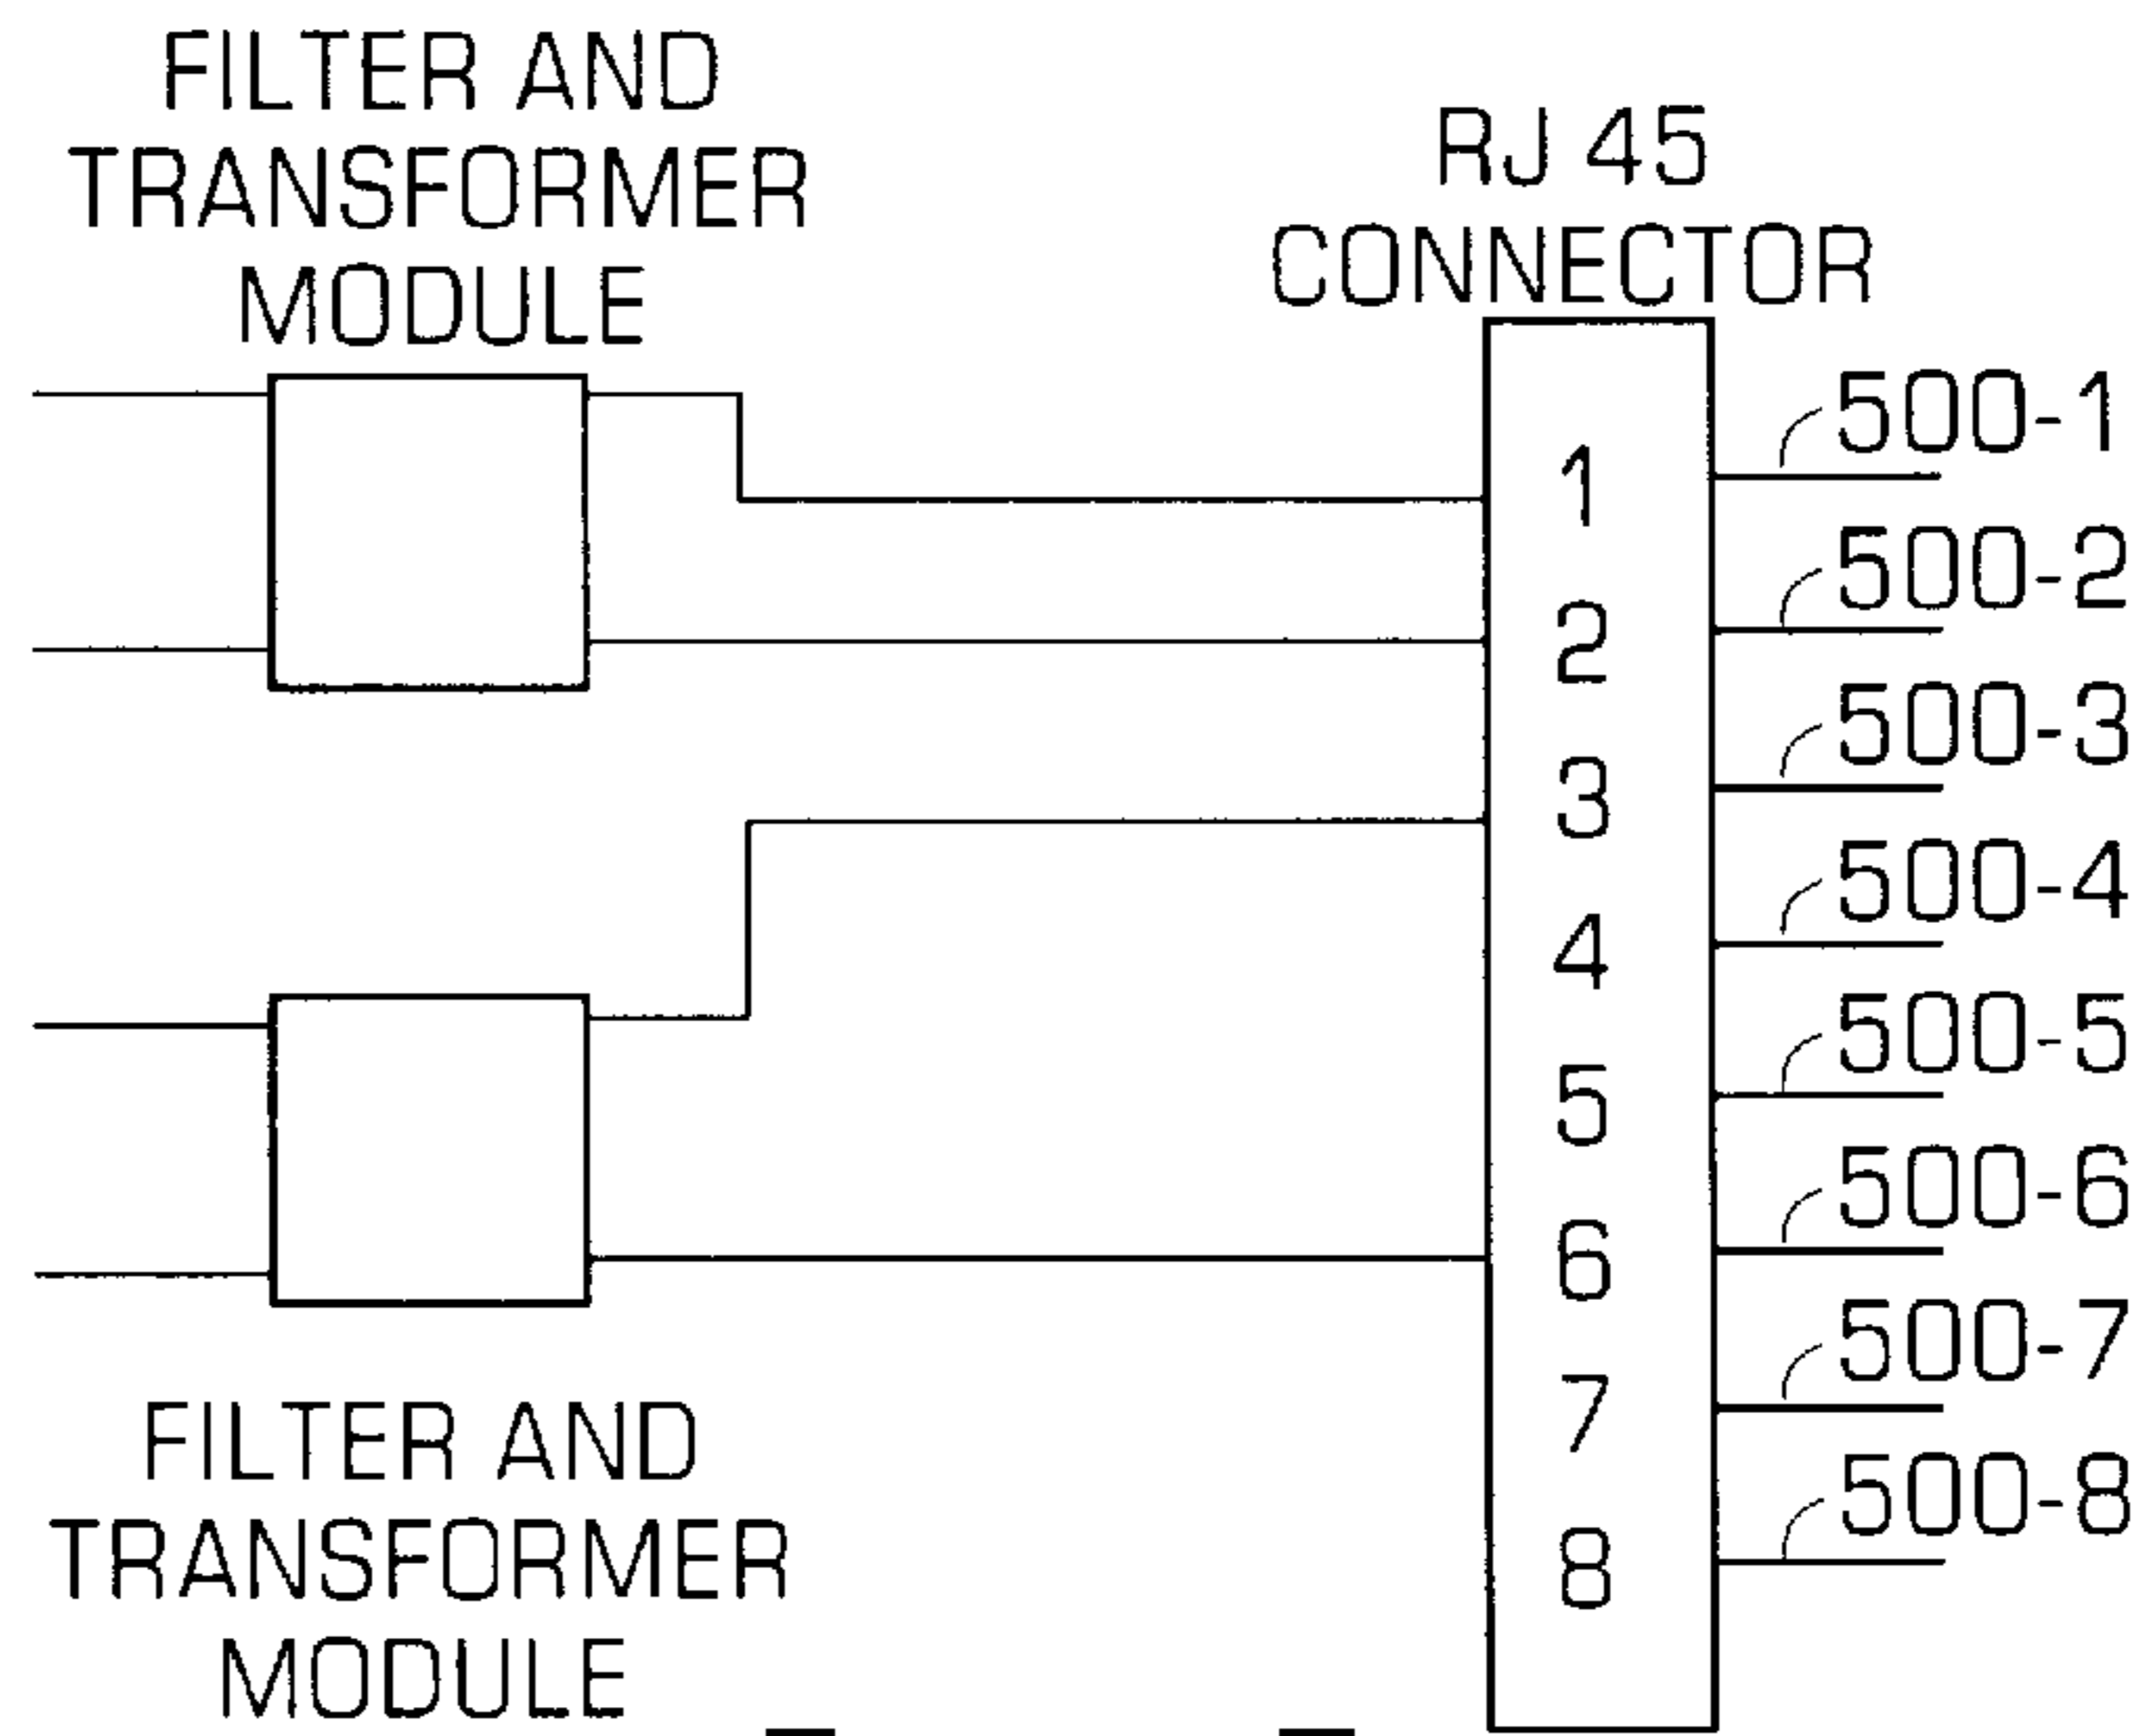 FILTER AND
TRANSFORMER
MODULE
RJ 45
CONNECTOR
1
2
3
4
5
6
7
8
500-1
500-2
500-3
500-4
500-5
500-6
500-7
500-8
FILTER AND
TRANSFORMER
MODULE